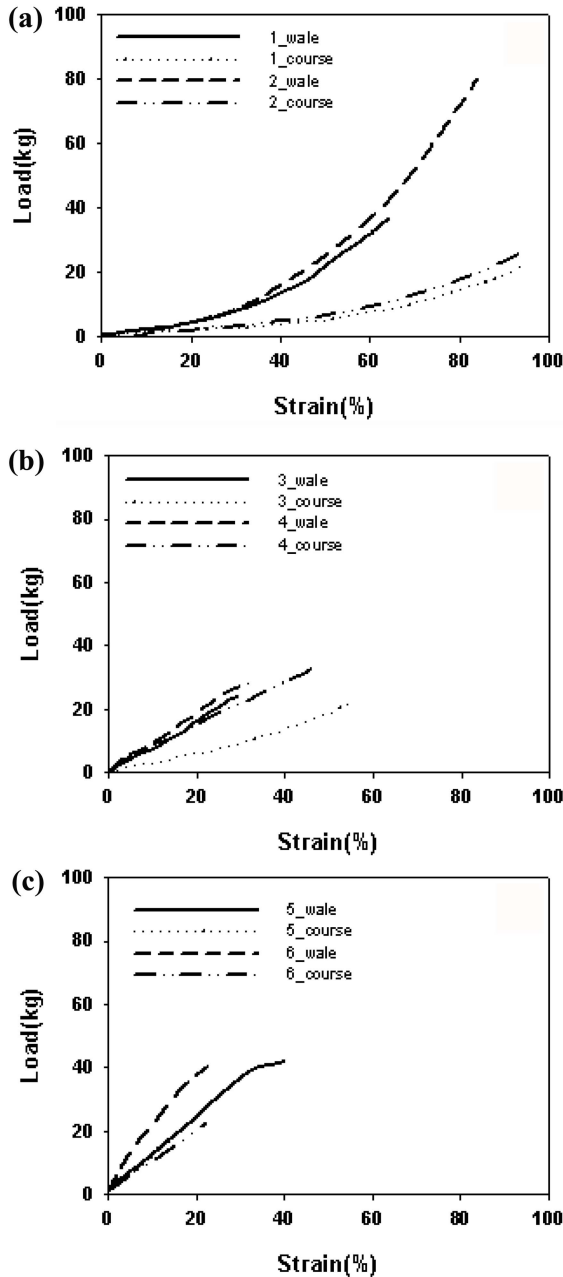 (a)
100
80
60
40
20
0
Load(kg)
1_wale
1_course
2_wale
2_course
0 20 40 60 80 100
Strain(%)
(b)
100
80
60
40
20
0
Load(kg)
3_wale
3_course
4_wale
4_course
0 20 40 60 80 100
Strain(%)
(c)
100
80
60
40
20
0
Load(kg)
5_wale
5_course
6_wale
6_course
0 20 40 60 80 100
Strain(%)